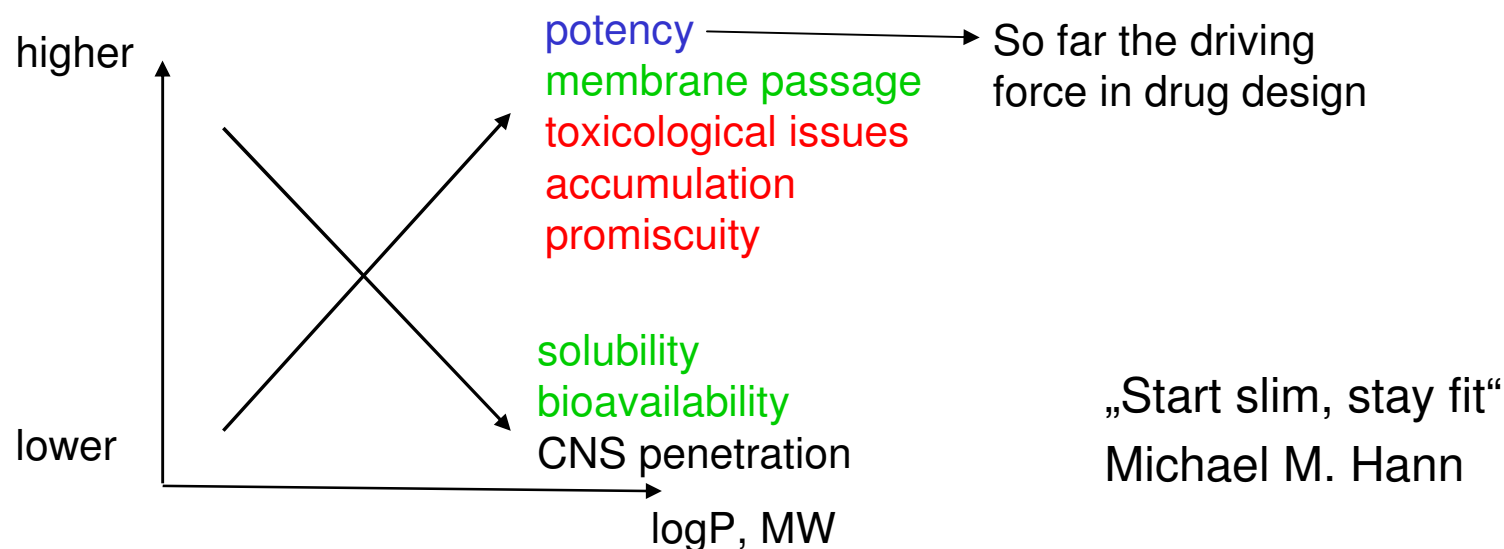 higher
potency
membrane passage
toxicological issues
accumulation
promiscuity
So far the driving
force in drug design
solubility
bioavailability
CNS penetration
lower
logP, MW
„Start slim, stay fit“
Michael M. Hann